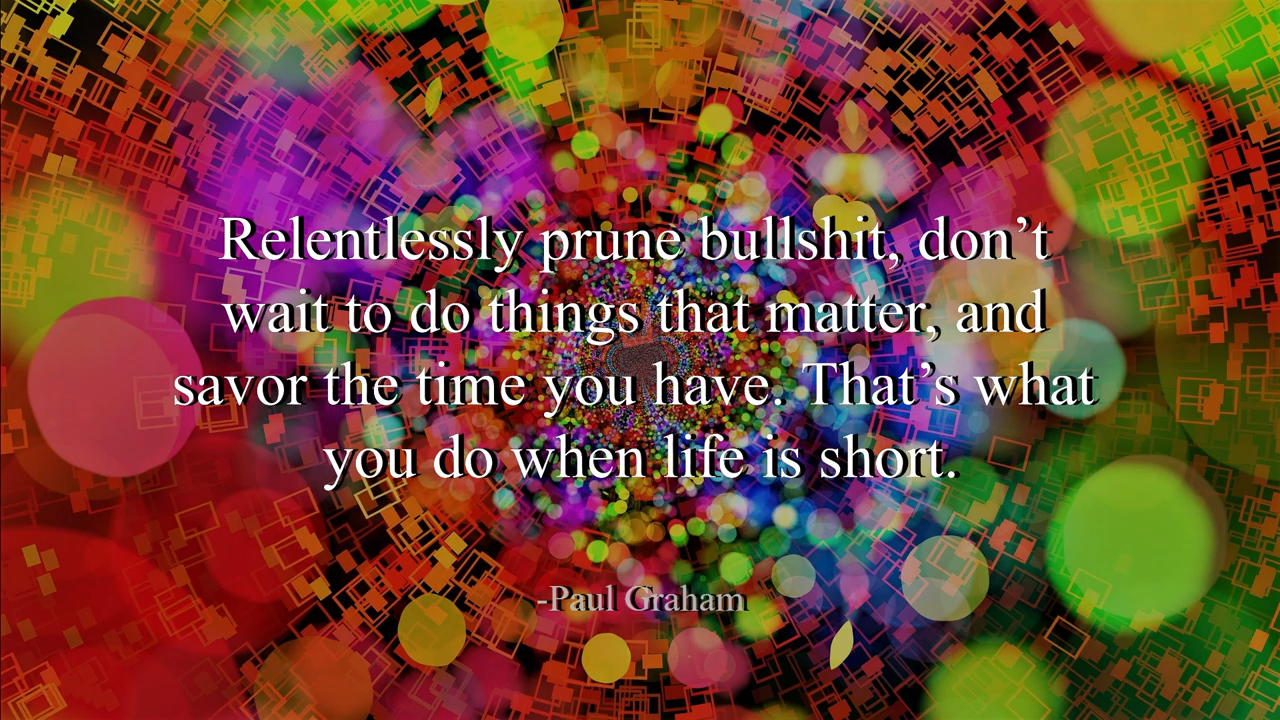 Relentlessly prune bullshit, don’t
wait to do things that matter, and
savor the time you have. That’s what
you do when life is short.
-Paul Graham